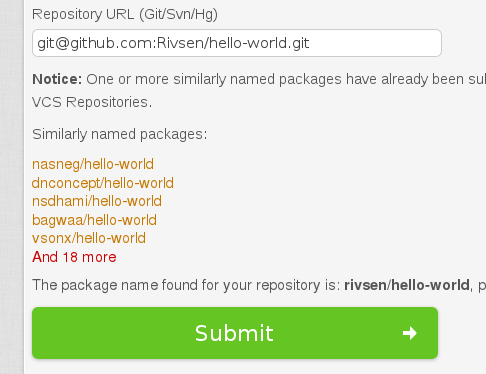 Repository URL (Git/Svn/Hg)
git@github.com:Rivsen/hello-world.git
Notice: One or more similarly named packages have already been su
VCS Repositories.
Similarly named packages:
nasneg/hello-world
dnconcept/hello-world
nsdhami/hello-world
bagwaa/hello-world
vsonx/hello-world
And 18 more
The package name found for your repository is: rivsen/hello-world, p
Submit